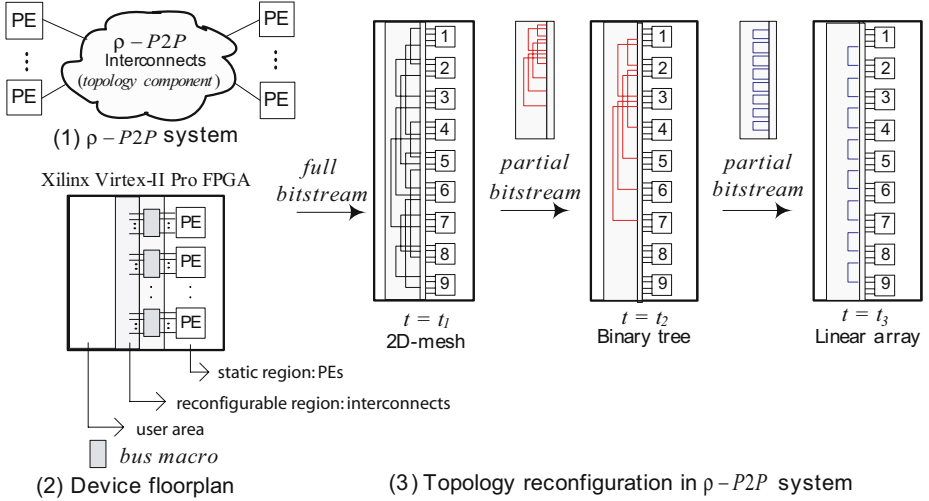 PE
PE
PE
PE
ρ – P2P
Interconnects
(topology component)
(1) ρ – P2P system
Xilinx Virtex-II Pro FPGA
PE
PE
PE
static region: PEs
reconfigurable region: interconnects
user area
bus macro
(2) Device floorplan
full
bitstream
1
2
3
4
5
6
7
8
9
t = t1
2D-mesh
partial
bitstream
1
2
3
4
5
6
7
8
9
t = t2
Binary tree
partial
bitstream
1
2
3
4
5
6
7
8
9
t = t3
Linear array
(3) Topology reconfiguration in ρ – P2P system